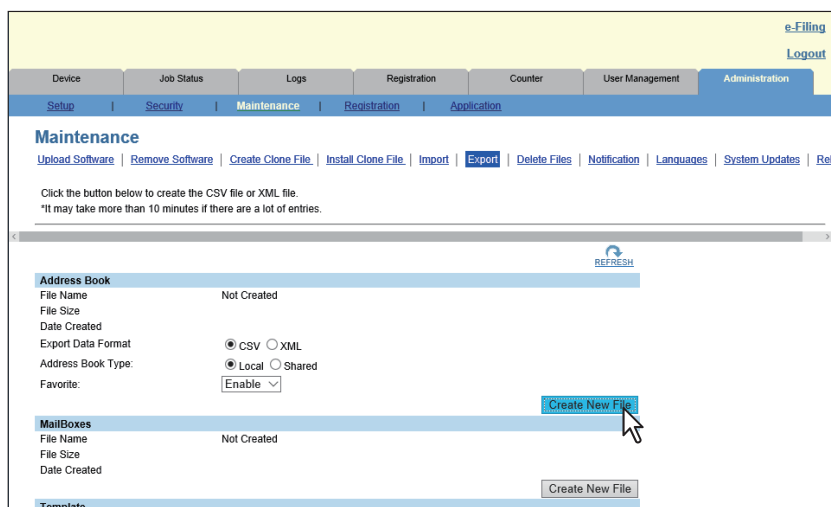 e-Filing
Logout
Device Job Status Logs Registration Counter User Management Administration
Setup | Security | Maintenance | Registration | Application
Maintenance
Upload Software | Remove Software | Create Clone File | Install Clone File | Import | Export | Delete Files | Notification | Languages | System Updates |
Click the button below to create the CSV file or XML file.
*It may take more than 10 minutes if there are a lot of entries.
REFRESH
Address Book
File Name Not Created
File Size
Date Created
Export Data Format CSV XML
Address Book Type: Local Shared
Favorite: Enable
Create New File
MailBoxes
File Name Not Created
File Size
Date Created
Create New File
Template